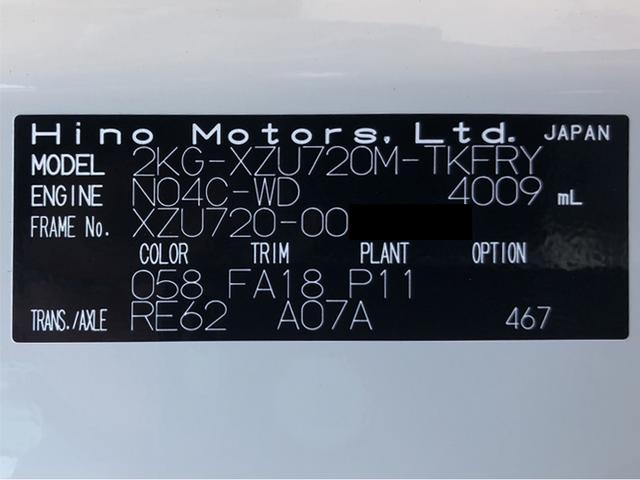 Hino Motors, Ltd. JAPAN
MODEL 2KG-XZU720M-TKFRY
ENGINE N04C-WD 4009 mL
FRAME No. XZU720-00
COLOR TRIM PLANT OPTION
058 FA18 P11
TRANS./AXLE RE62 A07A 467